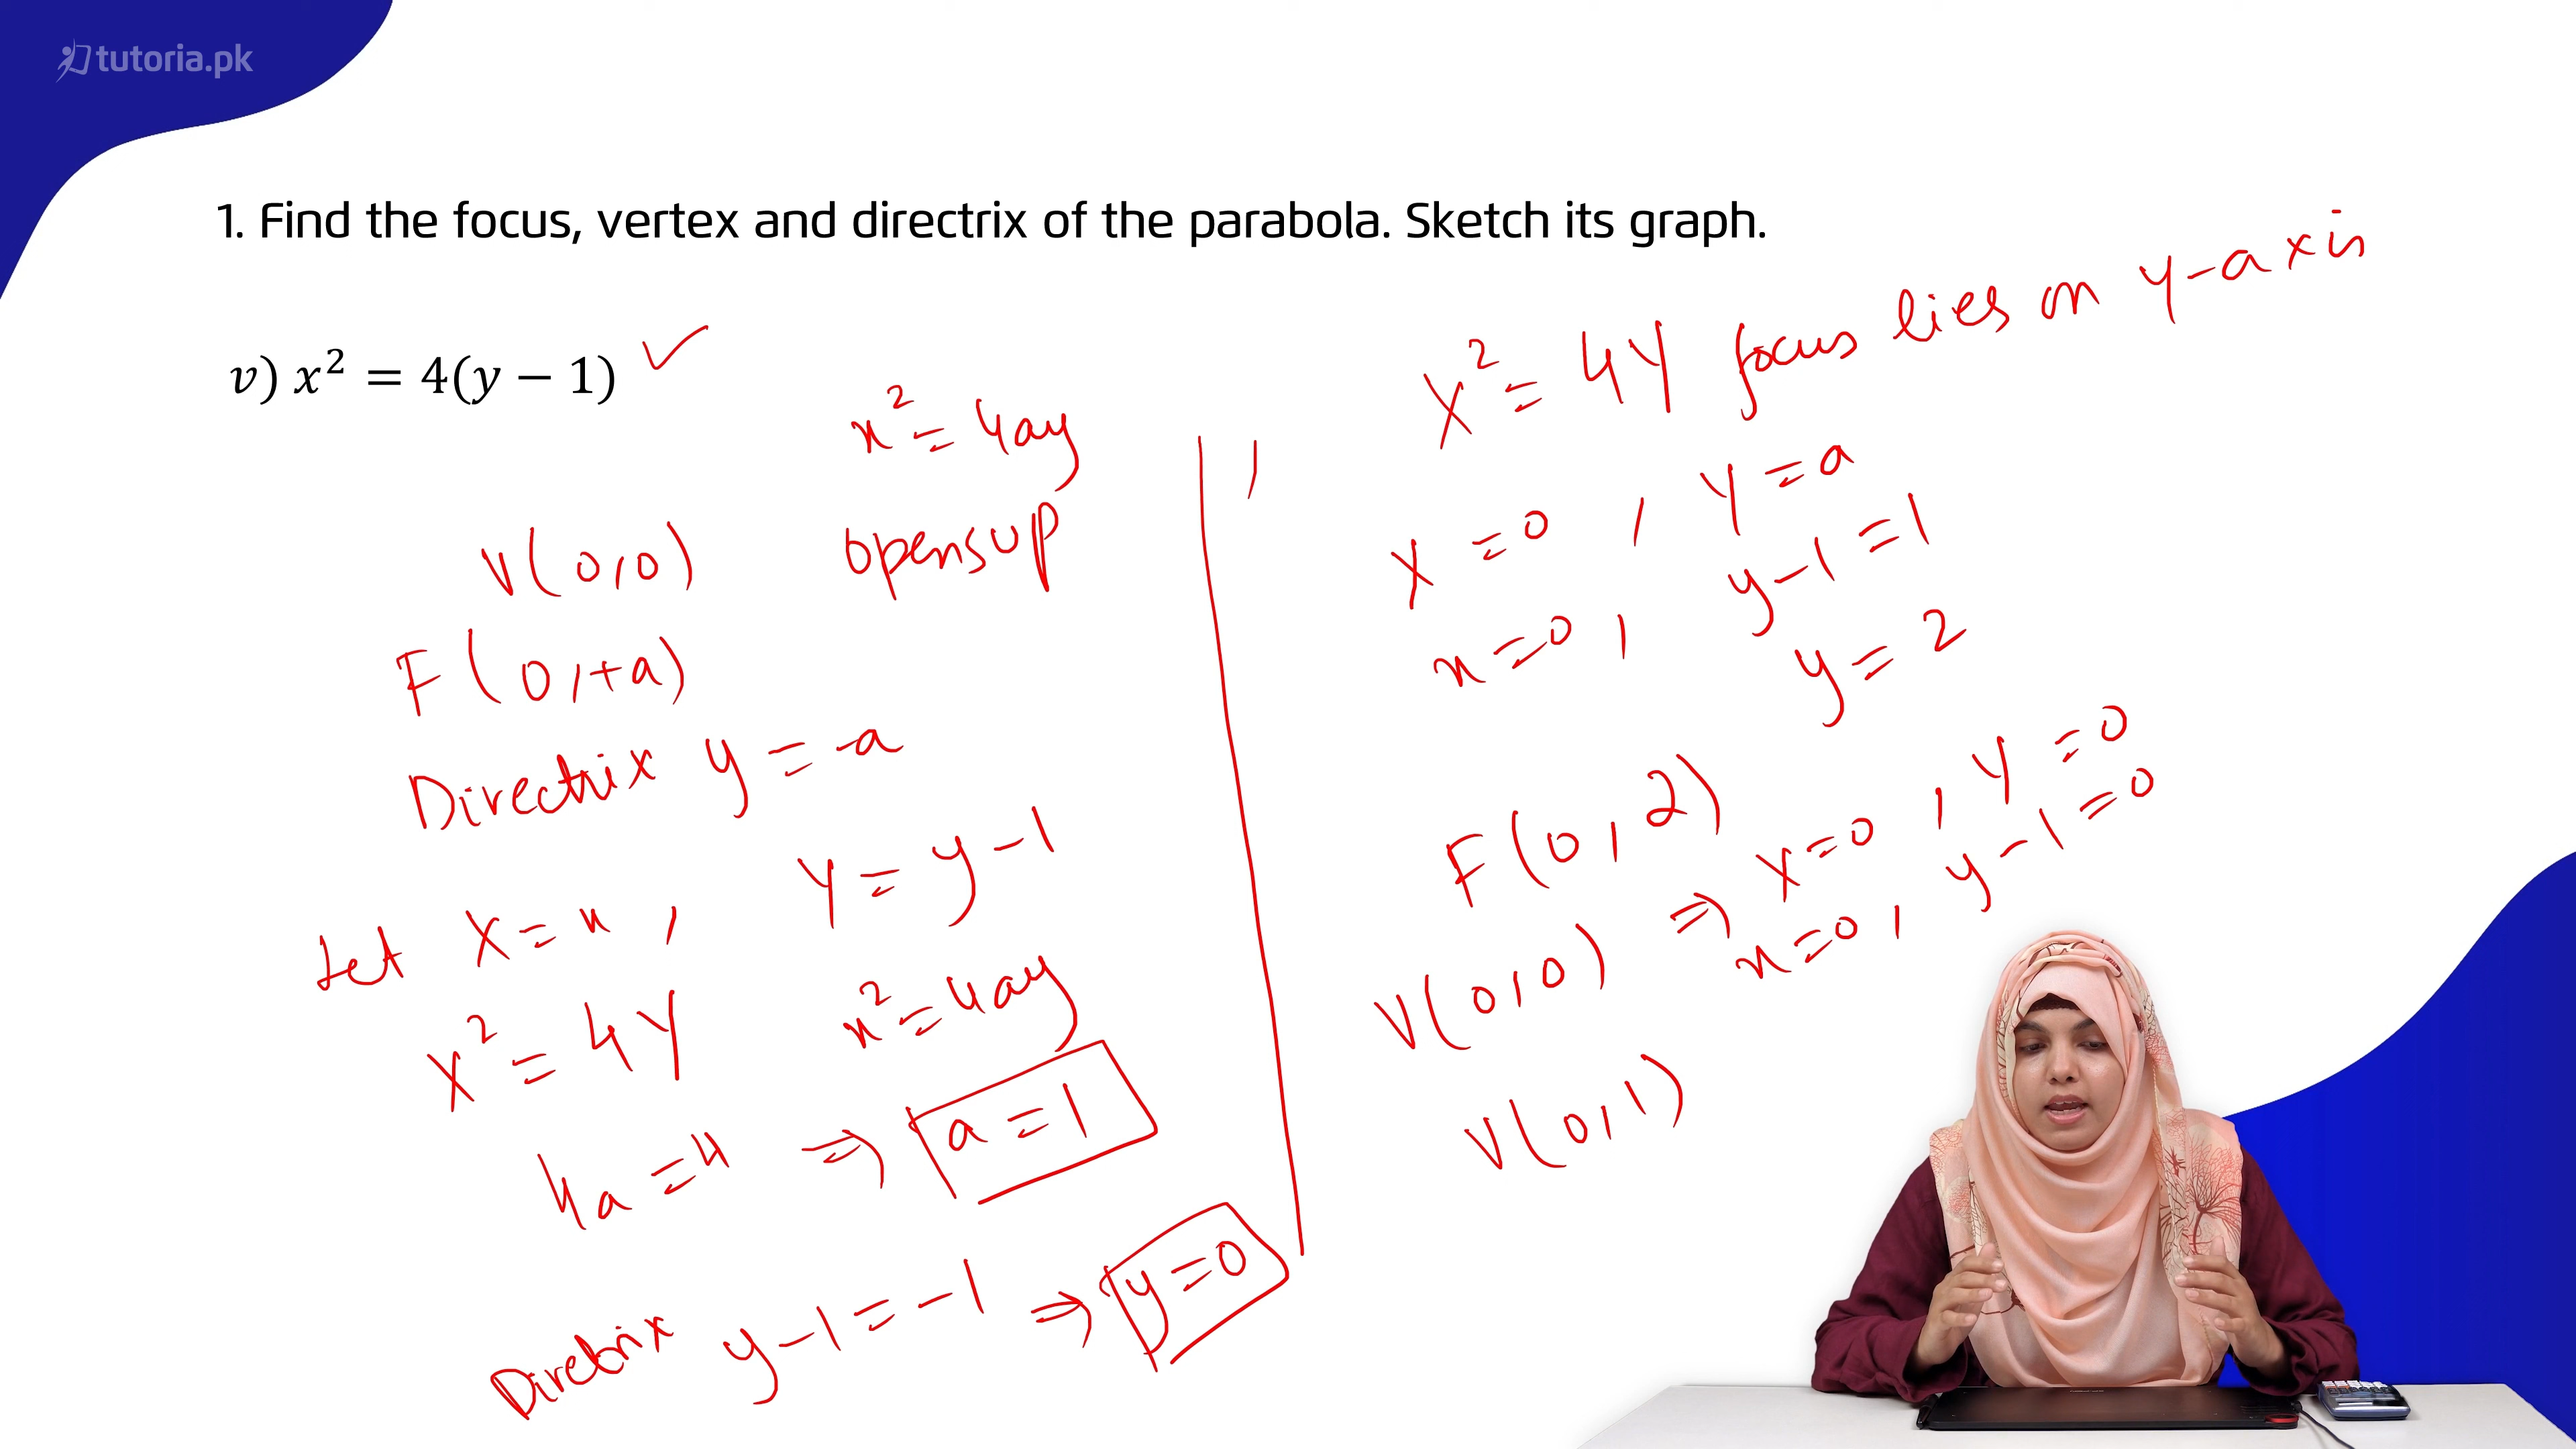 tutoria.pk
1. Find the focus, vertex and directrix of the parabola. Sketch its graph.
v) x² = 4(y − 1) ✓
x² = 4ay
V(0,0) opens up
F(0,+a)
Directrix y = -a
Let X = x, Y = y-1
X² = 4Y x² = 4ay
4a = 4 ⇒ a = 1
Directrix y-1 = -1 ⇒ y = 0
X² = 4Y focus lies on y-axis
X = 0, Y = a
y-1 = 1
x = 0, y = 2
F(0,2)
V(0,0) ⇒ X = 0, Y = 0
x = 0, y-1 = 0
V(0,1)